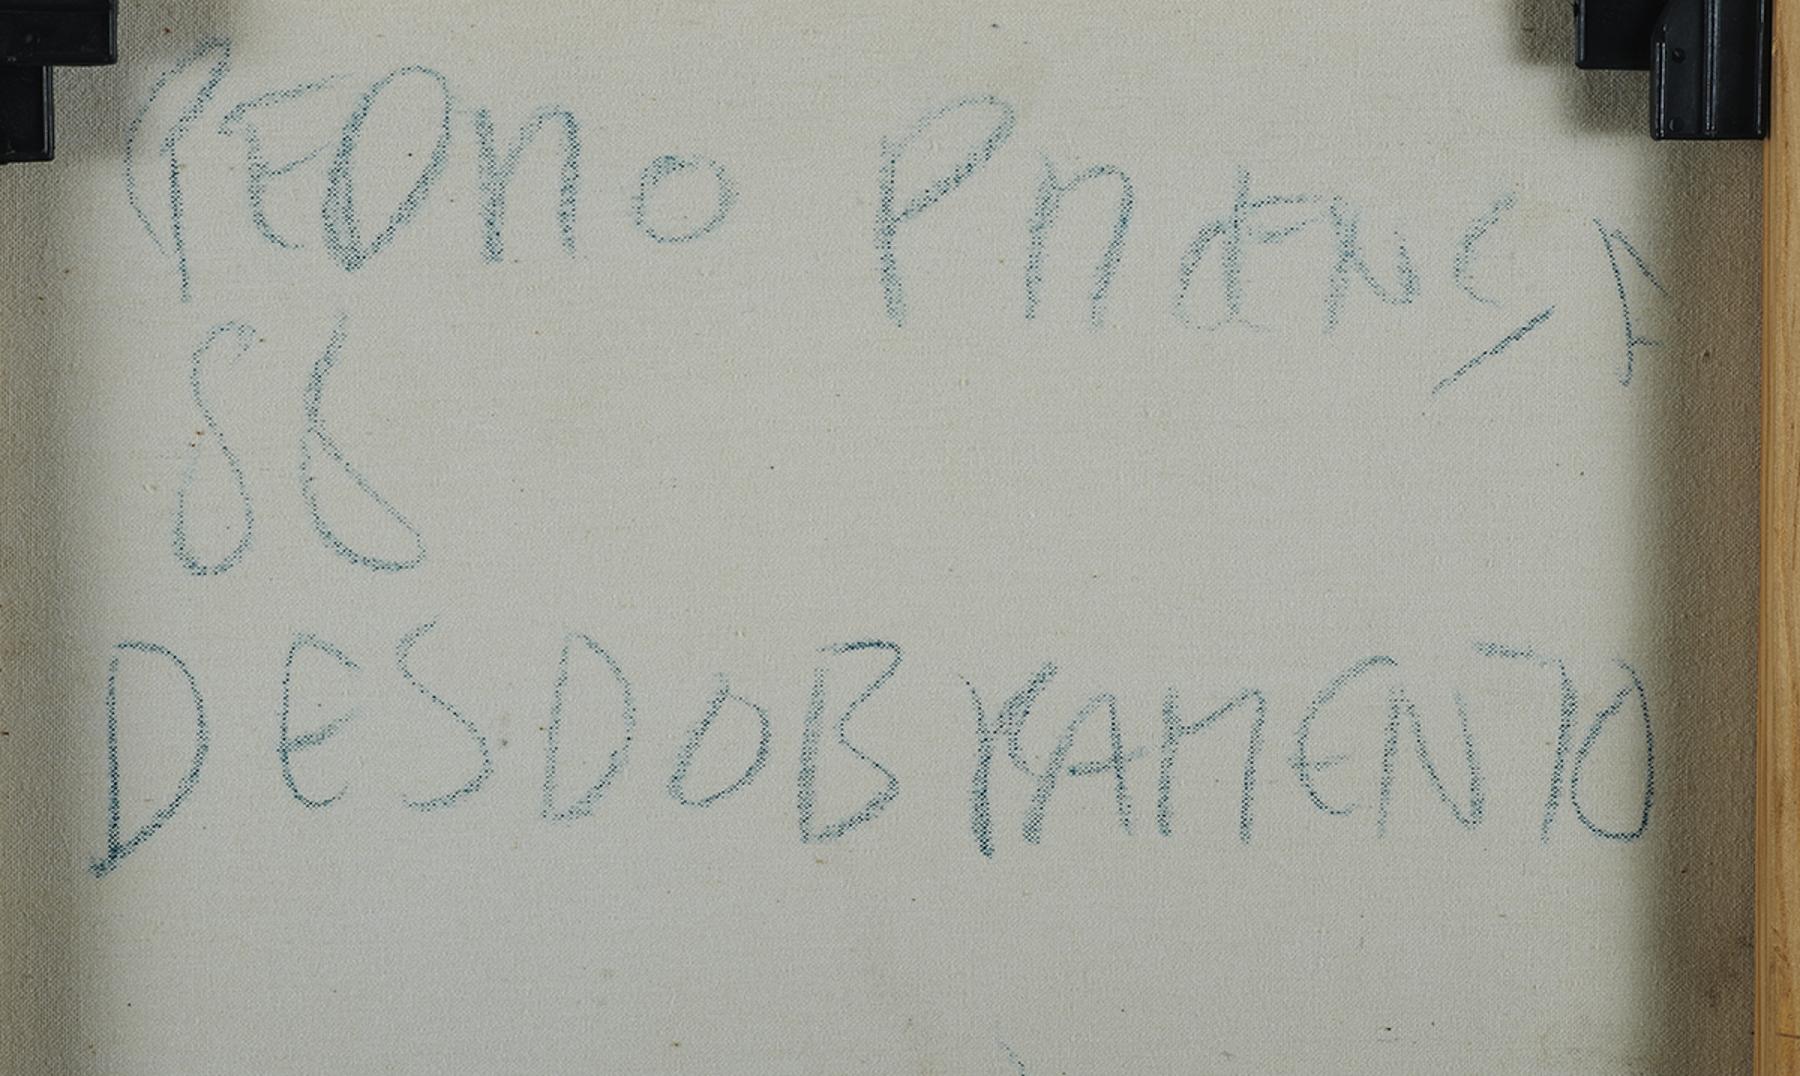 PEDRO PROENÇA
86
DESDOBRAMENTO